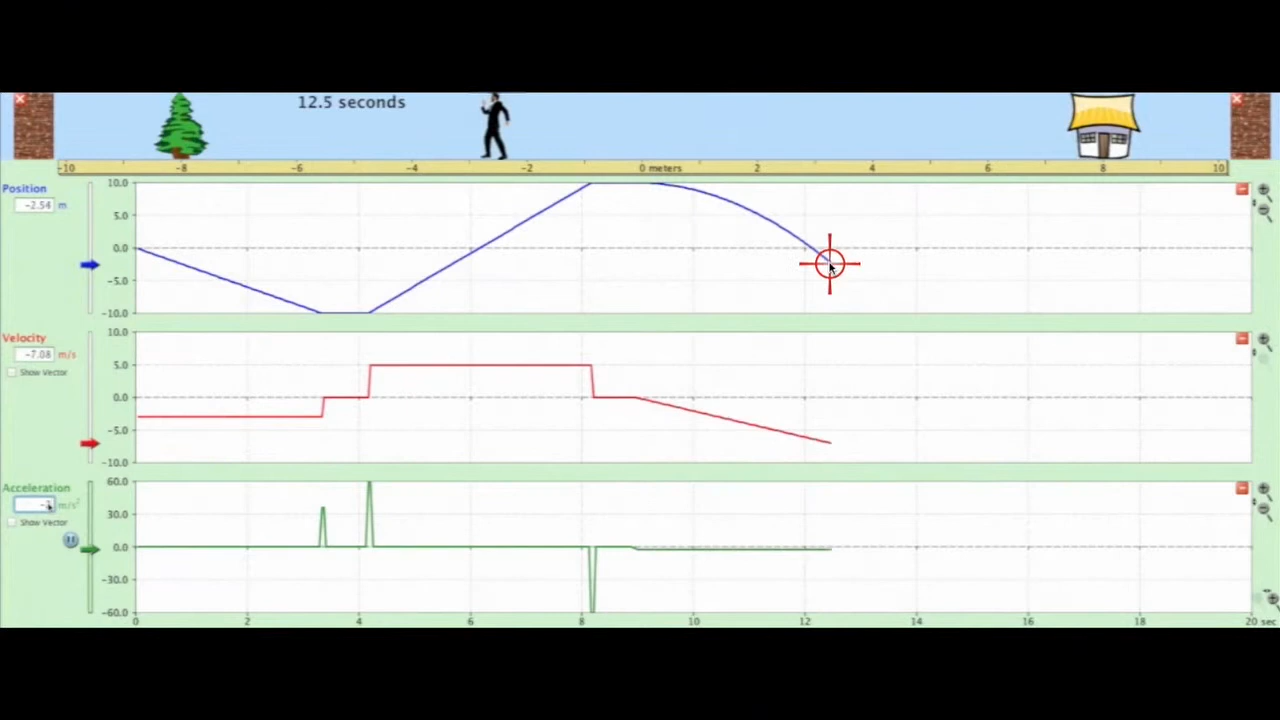 12.5 seconds
-10 -8 -6 -4 -2 0 meters 2 4 6 8 10
Position
-2.54 m
10.0
5.0
0.0
-5.0
-10.0
Velocity
-7.08 m/s
Show Vector
10.0
5.0
0.0
-5.0
-10.0
Acceleration
m/s²
Show Vector
60.0
30.0
0.0
-30.0
-60.0
0 2 4 6 8 10 12 14 16 18 20 sec